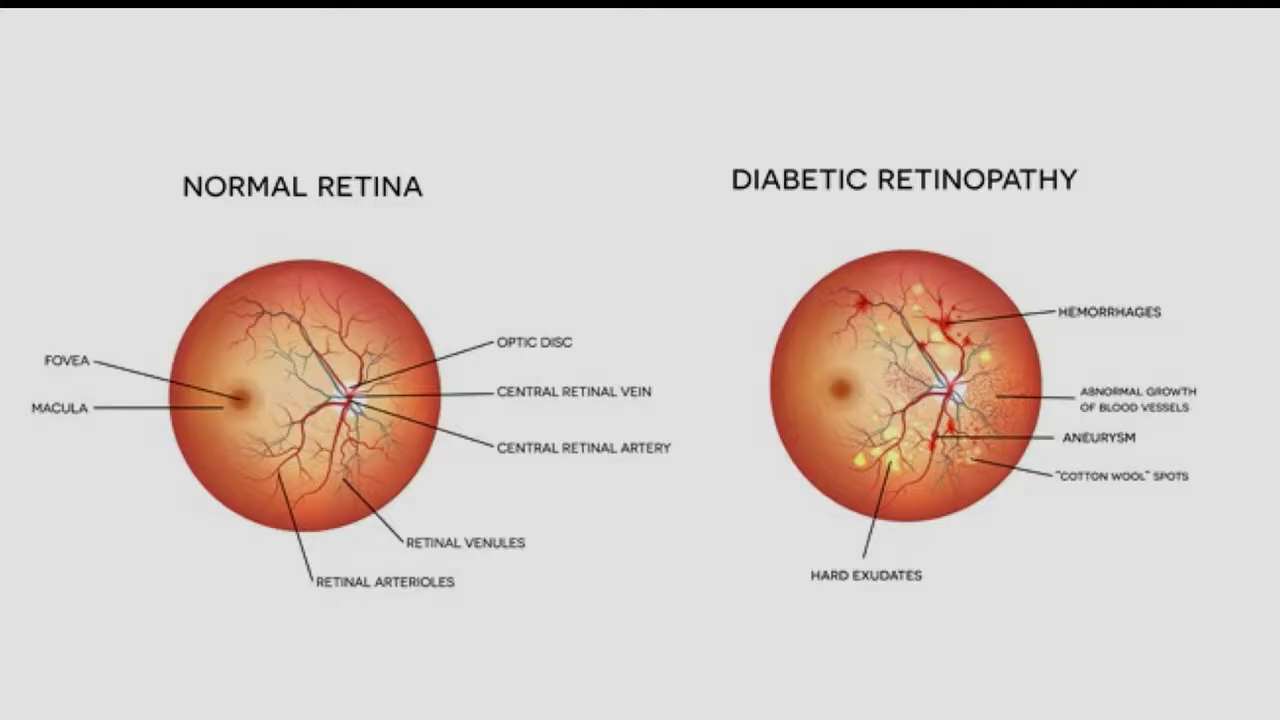 NORMAL RETINA
FOVEA
MACULA
OPTIC DISC
CENTRAL RETINAL VEIN
CENTRAL RETINAL ARTERY
RETINAL VENULES
RETINAL ARTERIOLES
DIABETIC RETINOPATHY
HEMORRHAGES
ABNORMAL GROWTH
OF BLOOD VESSELS
ANEURYSM
"COTTON WOOL" SPOTS
HARD EXUDATES